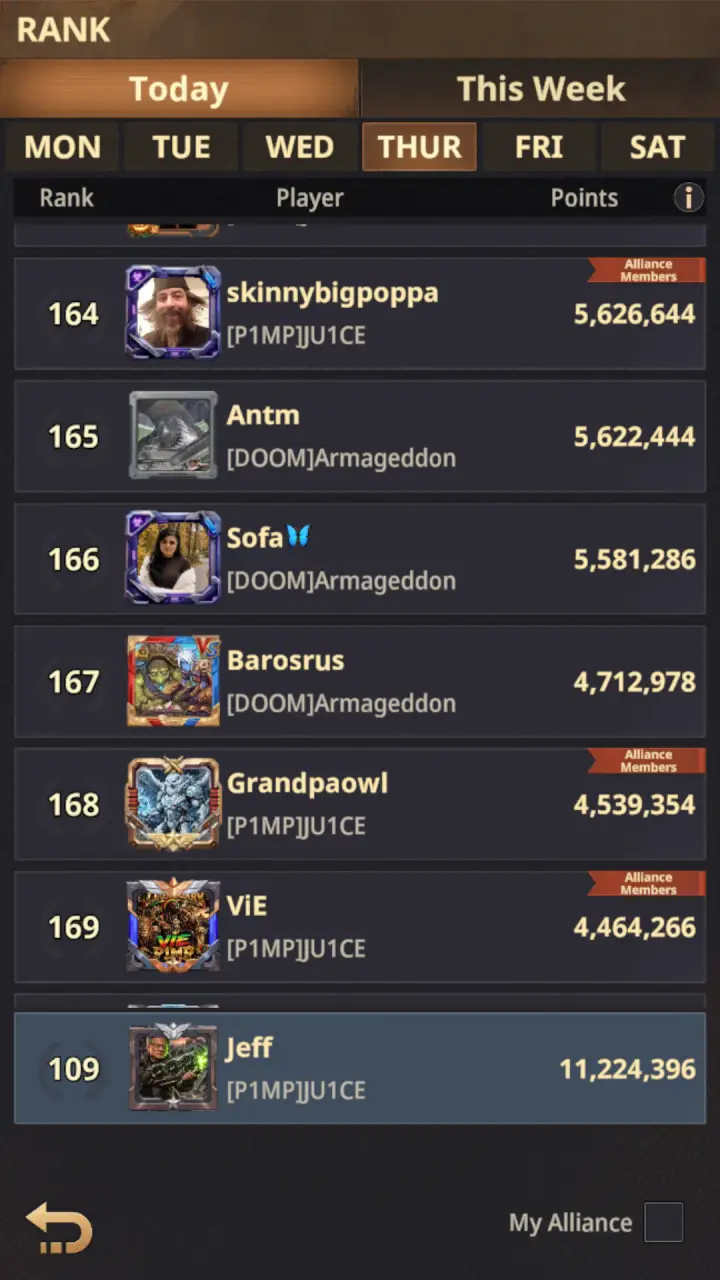 RANK
Today
This Week
MON
TUE
WED
THUR
FRI
SAT
Rank
Player
Points
i
Alliance
Members
164
skinnybigpoppa
[P1MP]JU1CE
5,626,644
165
Antm
[DOOM]Armageddon
5,622,444
166
Sofa🦋
[DOOM]Armageddon
5,581,286
167
VS
Barosrus
[DOOM]Armageddon
4,712,978
Alliance
Members
168
Grandpaowl
[P1MP]JU1CE
4,539,354
Alliance
Members
169
VIE
P1MP
ViE
[P1MP]JU1CE
4,464,266
109
Jeff
[P1MP]JU1CE
11,224,396
My Alliance